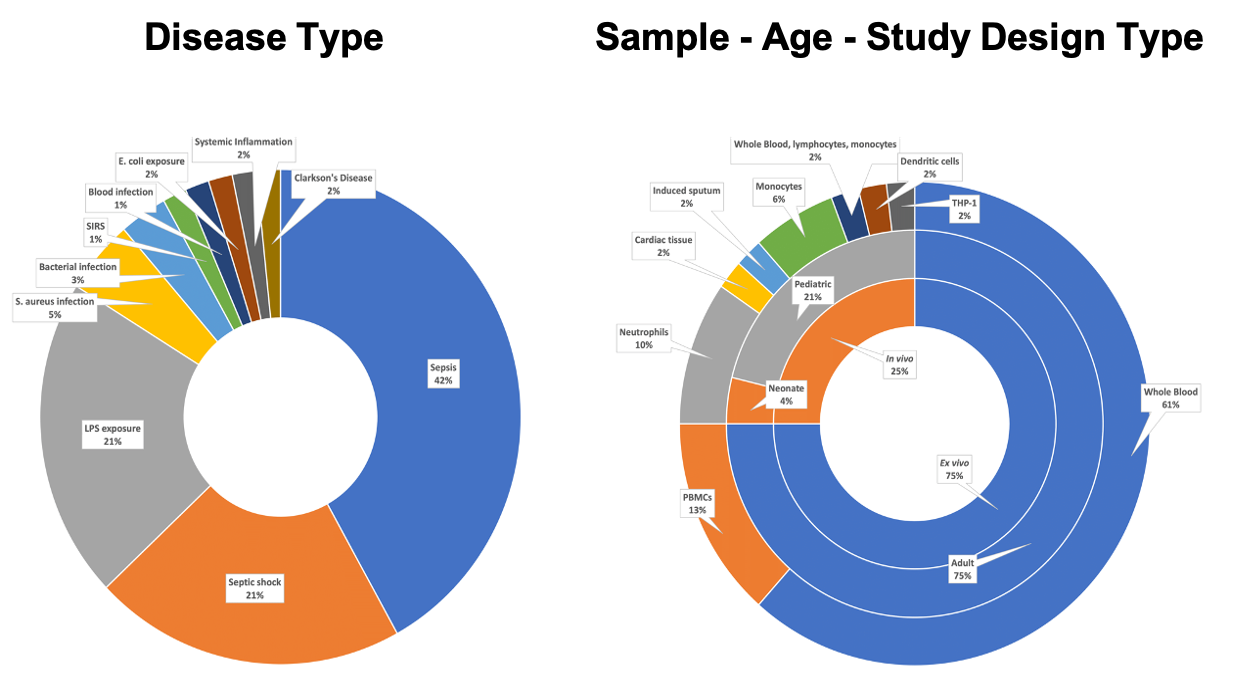 Disease Type
Sample - Age - Study Design Type
Systemic Inflammation
2%
E. coli exposure
2%
Clarkson's Disease
2%
Blood infection
1%
SIRS
1%
Bacterial infection
3%
S. aureus infection
5%
Sepsis
42%
LPS exposure
21%
Septic shock
21%
Whole Blood, lymphocytes, monocytes
2%
Dendritic cells
2%
Monocytes
6%
Induced sputum
2%
THP-1
2%
Cardiac tissue
2%
Pediatric
21%
Neutrophils
10%
In vivo
25%
Neonate
4%
Whole Blood
61%
Ex vivo
75%
PBMCs
13%
Adult
75%